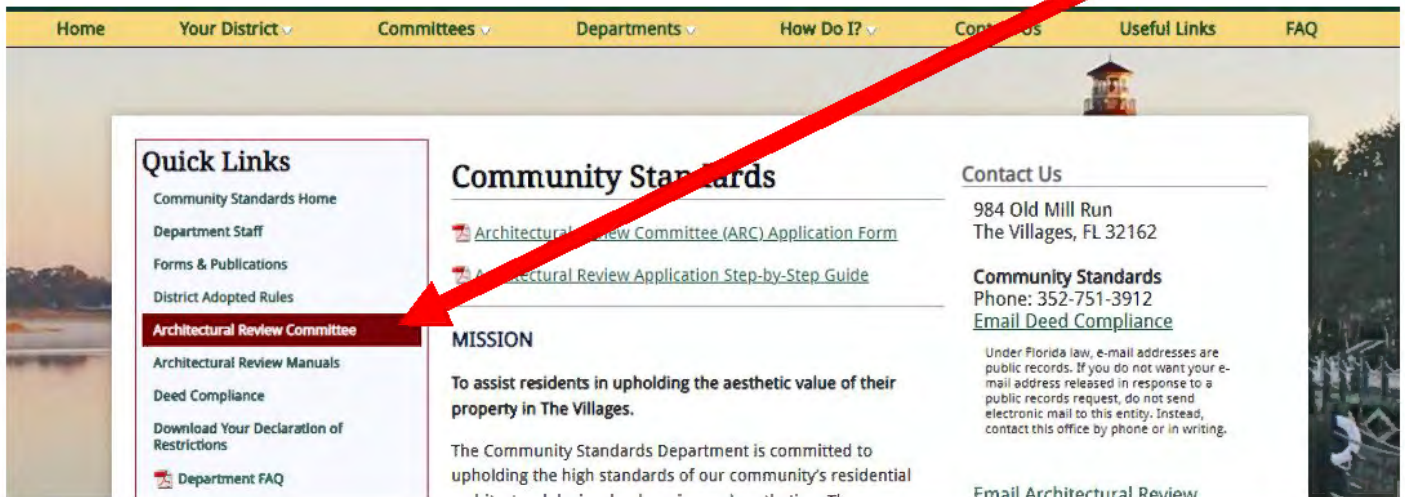 Home Your District Committees Departments How Do I? Useful Links FAQ
Quick Links
Community Standards Home
Department Staff
Forms & Publications
District Adopted Rules
Architectural Review Committee
Architectural Review Manuals
Deed Compliance
Download Your Declaration of
Restrictions
Department FAQ
Community Standards
Architectural Review Committee (ARC) Application Form
Architectural Review Application Step-by-Step Guide
MISSION
To assist residents in upholding the aesthetic value of their
property in The Villages.
The Community Standards Department is committed to
upholding the high standards of our community's residential
Contact Us
984 Old Mill Run
The Villages, FL 32162
Community Standards
Phone: 352-751-3912
Email Deed Compliance
Under Florida law, e-mail addresses are
public records. If you do not want your e-
mail address released in response to a
public records request, do not send
electronic mail to this entity. Instead,
contact this office by phone or in writing.
Email Architectural Review